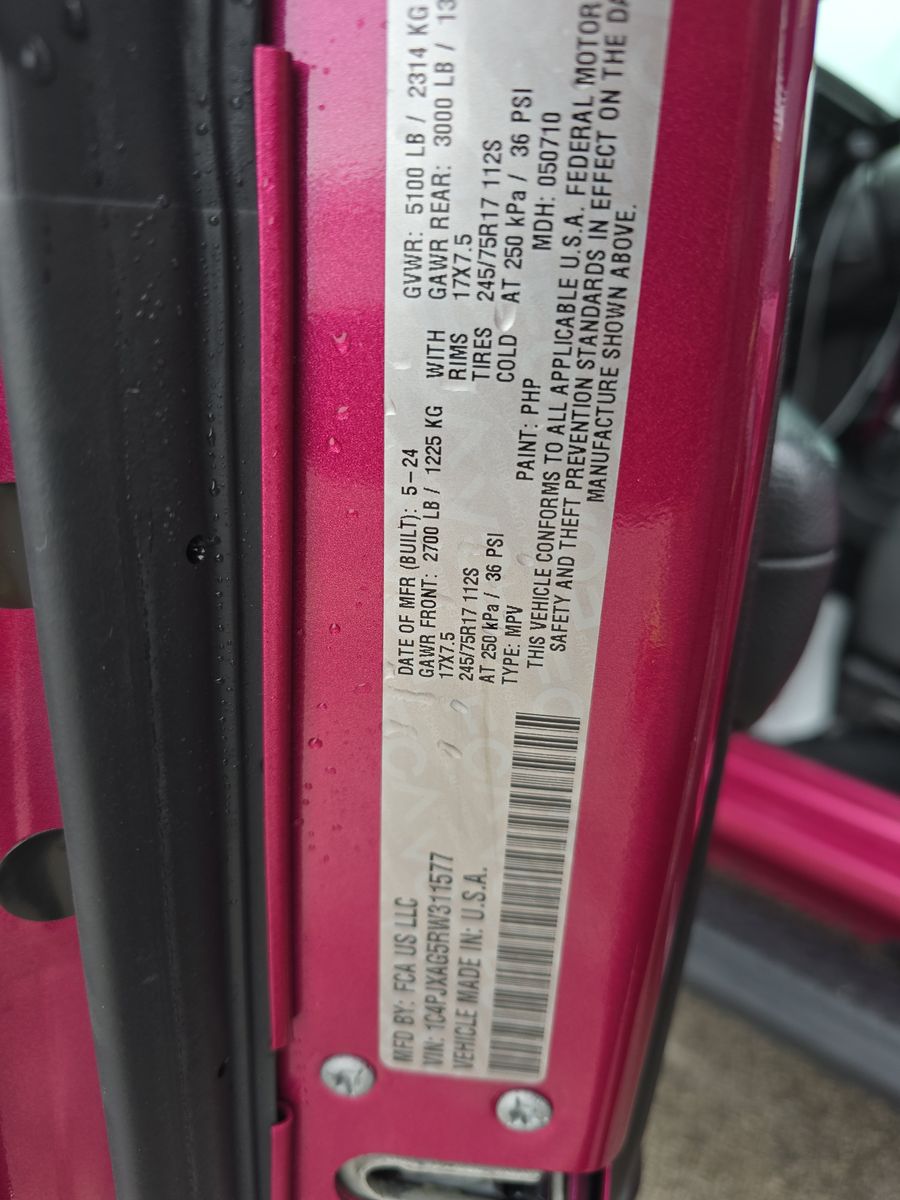 MFD BY: FCA US LLC
VIN: 1C4PJXAG5RW311577
VEHICLE MADE IN: U.S.A.
DATE OF MFR (BUILT): 5-24
GVWR: 5100 LB / 2314 KG
GAWR FRONT: 2700 LB / 1225 KG WITH GAWR REAR: 3000 LB / 13
17X7.5 RIMS 17X7.5
245/75R17 112S TIRES 245/75R17 112S
AT 250 kPa / 36 PSI COLD AT 250 kPa / 36 PSI
TYPE: MPV PAINT: PHP MDH: 050710
THIS VEHICLE CONFORMS TO ALL APPLICABLE U.S.A. FEDERAL MOTOR
SAFETY AND THEFT PREVENTION STANDARDS IN EFFECT ON THE DA
MANUFACTURE SHOWN ABOVE.